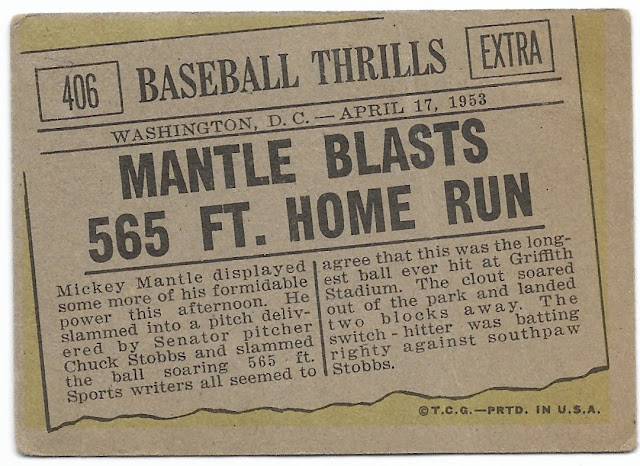 406
BASEBALL THRILLS
EXTRA
WASHINGTON, D. C. — APRIL 17, 1953
MANTLE BLASTS
565 FT. HOME RUN
Mickey Mantle displayed
some more of his formidable
power this afternoon. He
slammed into a pitch deliv-
ered by Senator pitcher
Chuck Stobbs and slammed
the ball soaring 565 ft.
Sports writers all seemed to
agree that this was the long-
est ball ever hit at Griffith
Stadium. The clout soared
out of the park and landed
two blocks away. The
switch - hitter was batting
righty against southpaw
Stobbs.
©T.C.G.—PRTD. IN U.S.A.